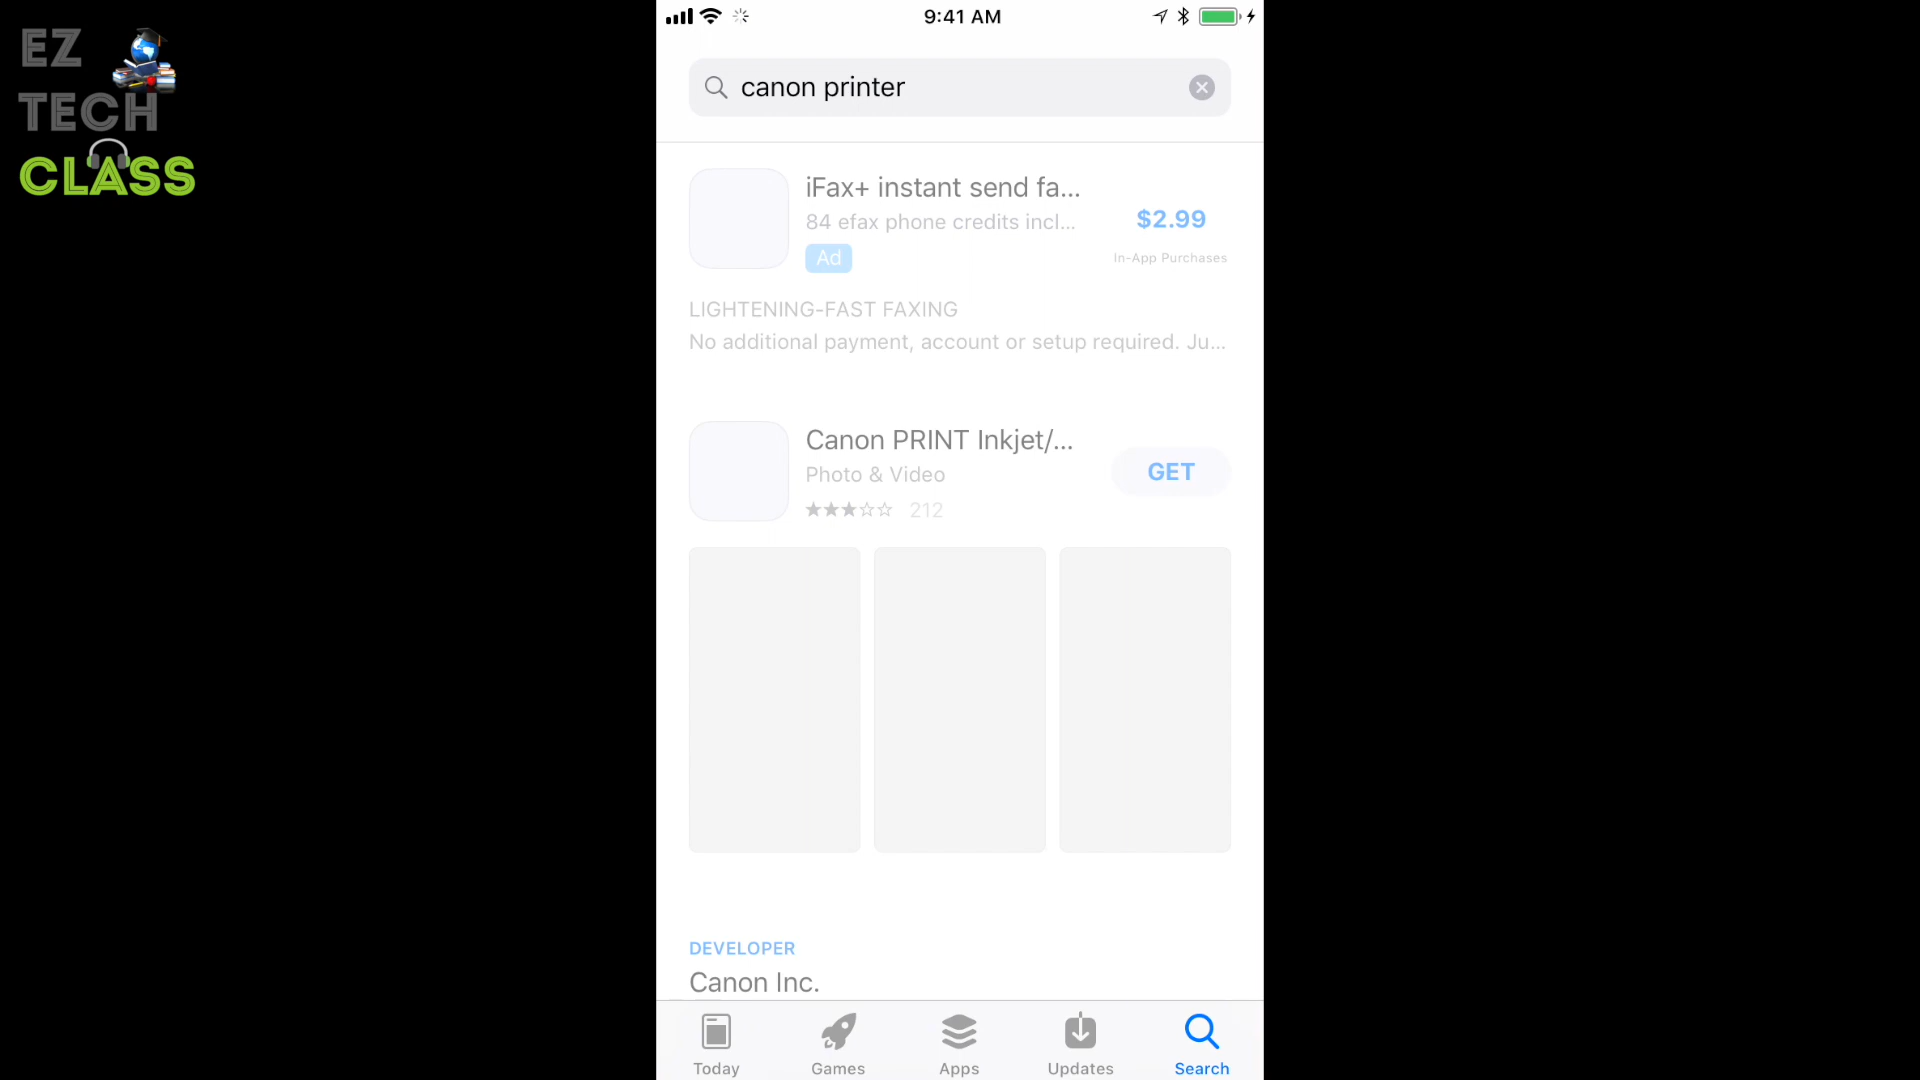 EZ
TECH
CLASS
9:41 AM
canon printer
iFax+ instant send fa...
84 efax phone credits incl...
Ad
$2.99
In-App Purchases
LIGHTENING-FAST FAXING
No additional payment, account or setup required. Ju...
Canon PRINT Inkjet/...
Photo & Video
212
GET
DEVELOPER
Canon Inc.
Today
Games
Apps
Updates
Search